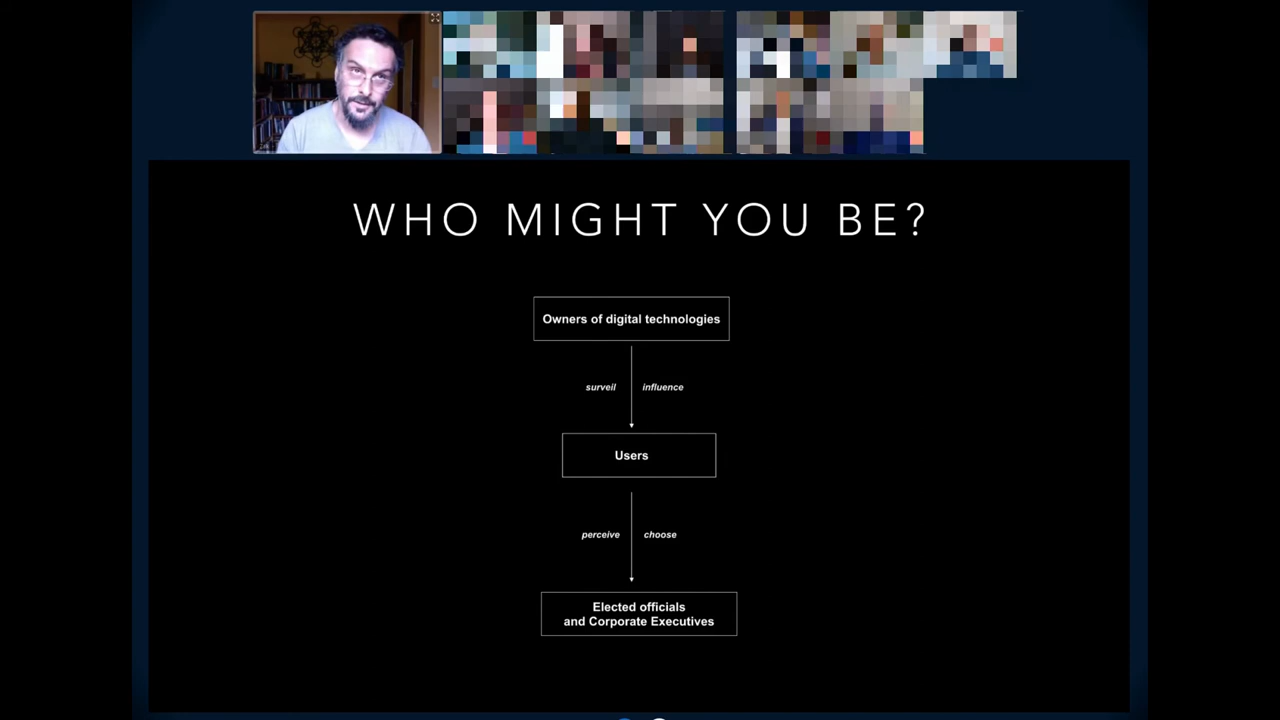 WHO MIGHT YOU BE?
Owners of digital technologies
surveil influence
Users
perceive choose
Elected officials
and Corporate Executives